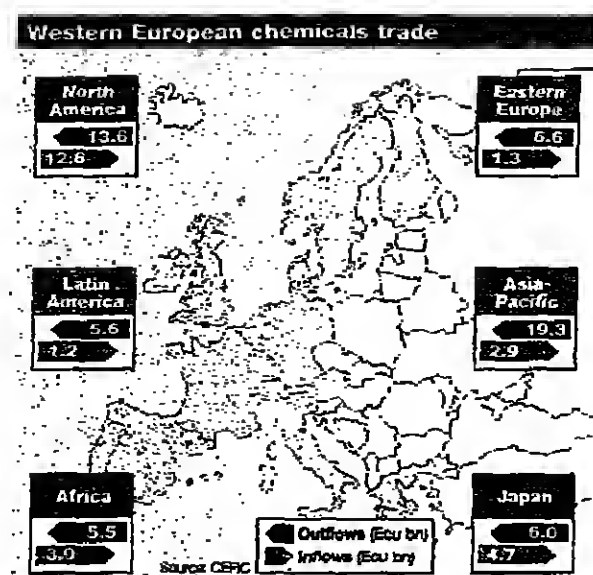 Western European chemicals trade
North
America
13.6
12.6
Eastern
Europe
6.6
1.3
Latin
America
5.6
1.2
Asia-
Pacific
19.3
2.9
Africa
5.5
Japan
6.0
Outflows (Ecu bn)
Inflows (Ecu bn)
Source: CEFIC